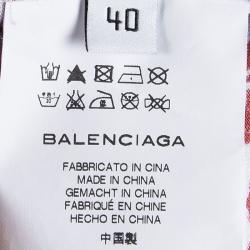 40
BALENCIAGA
FABBRICATO IN CINA
MADE IN CHINA
GEMACHT IN CHINA
FABRIQUÉ EN CHINE
HECHO EN CHINA
中国製